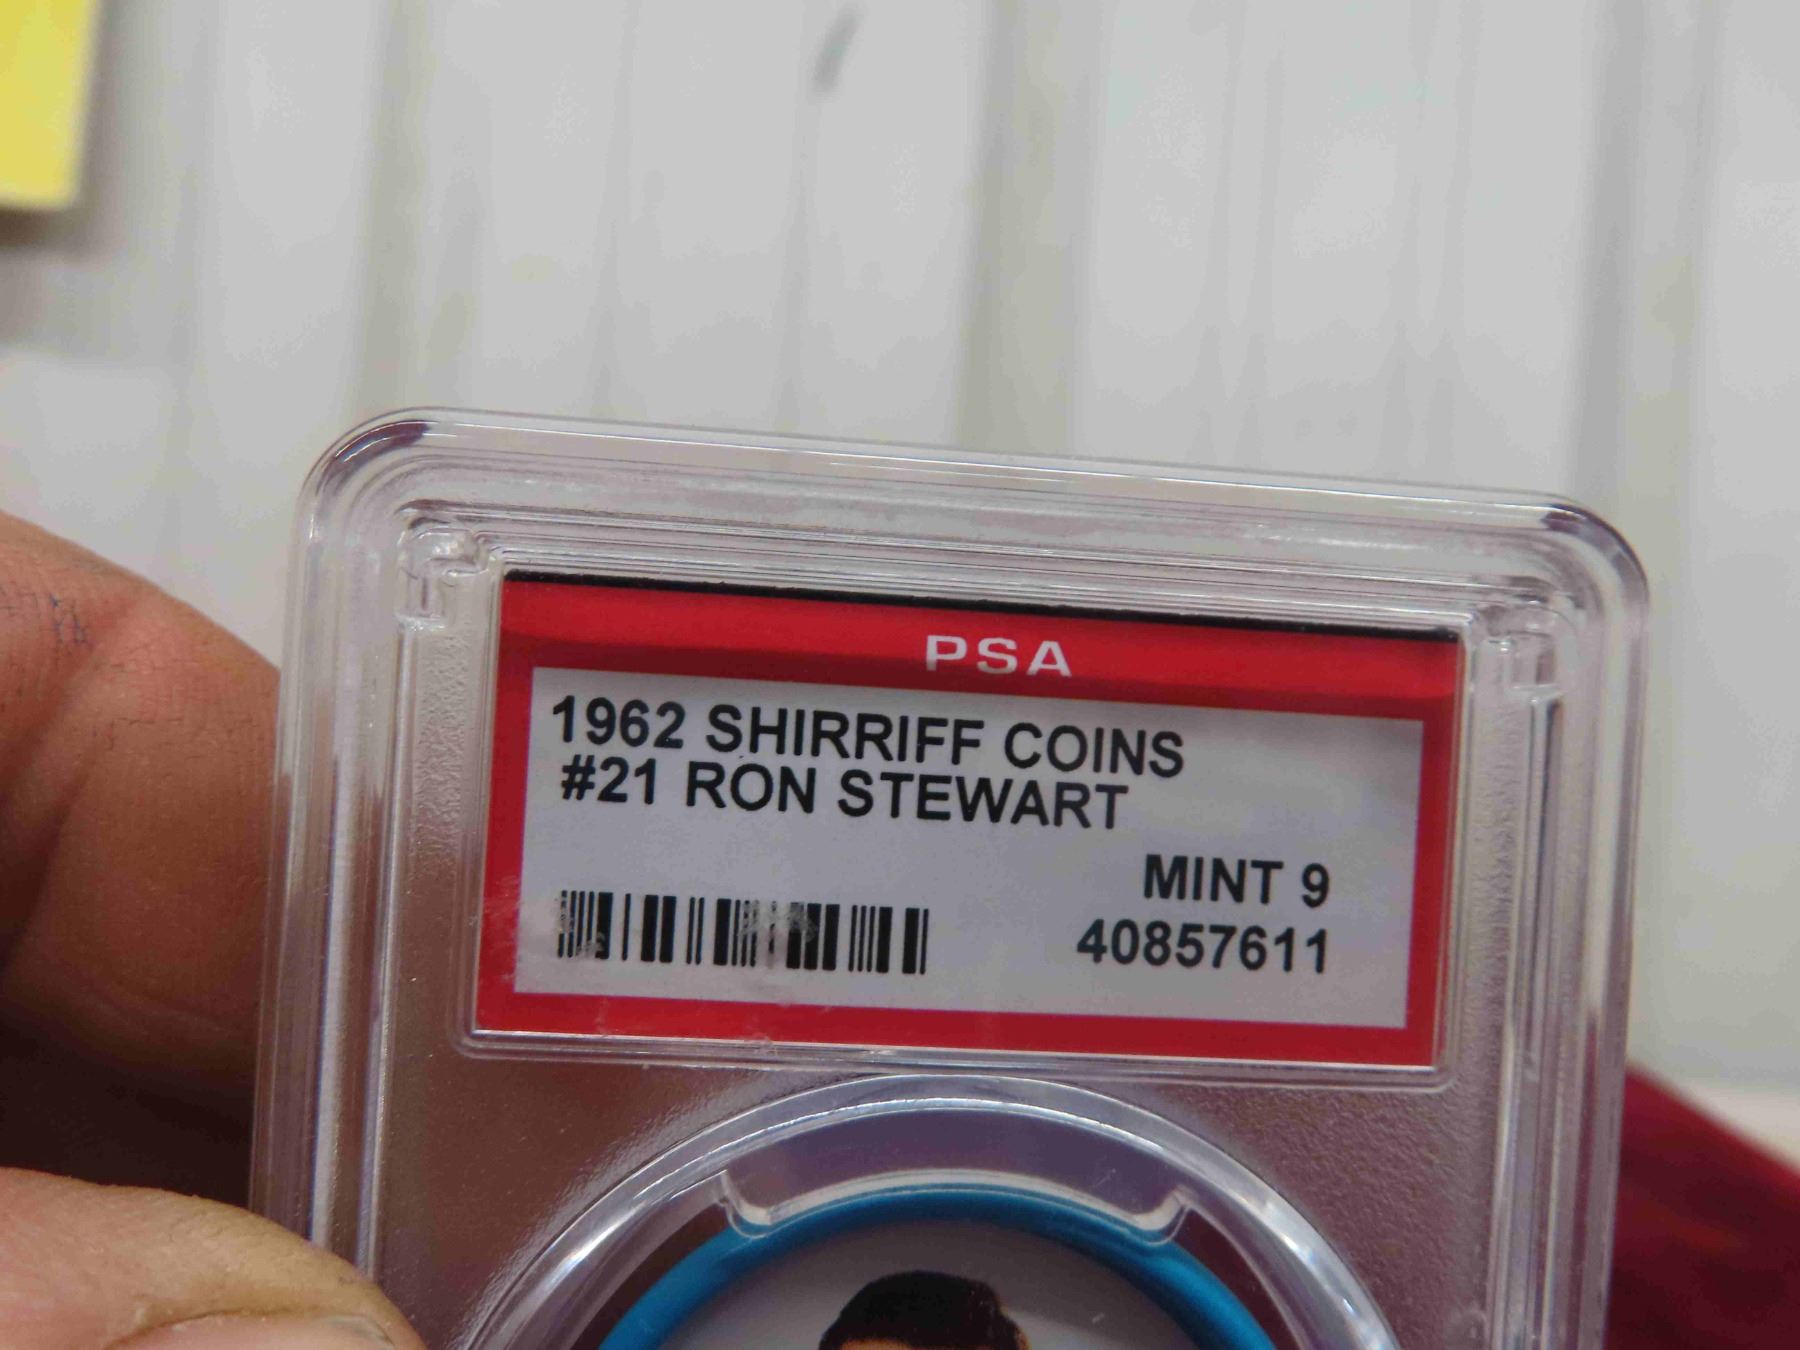 PSA
1962 SHIRRIFF COINS
#21 RON STEWART
MINT 9
40857611